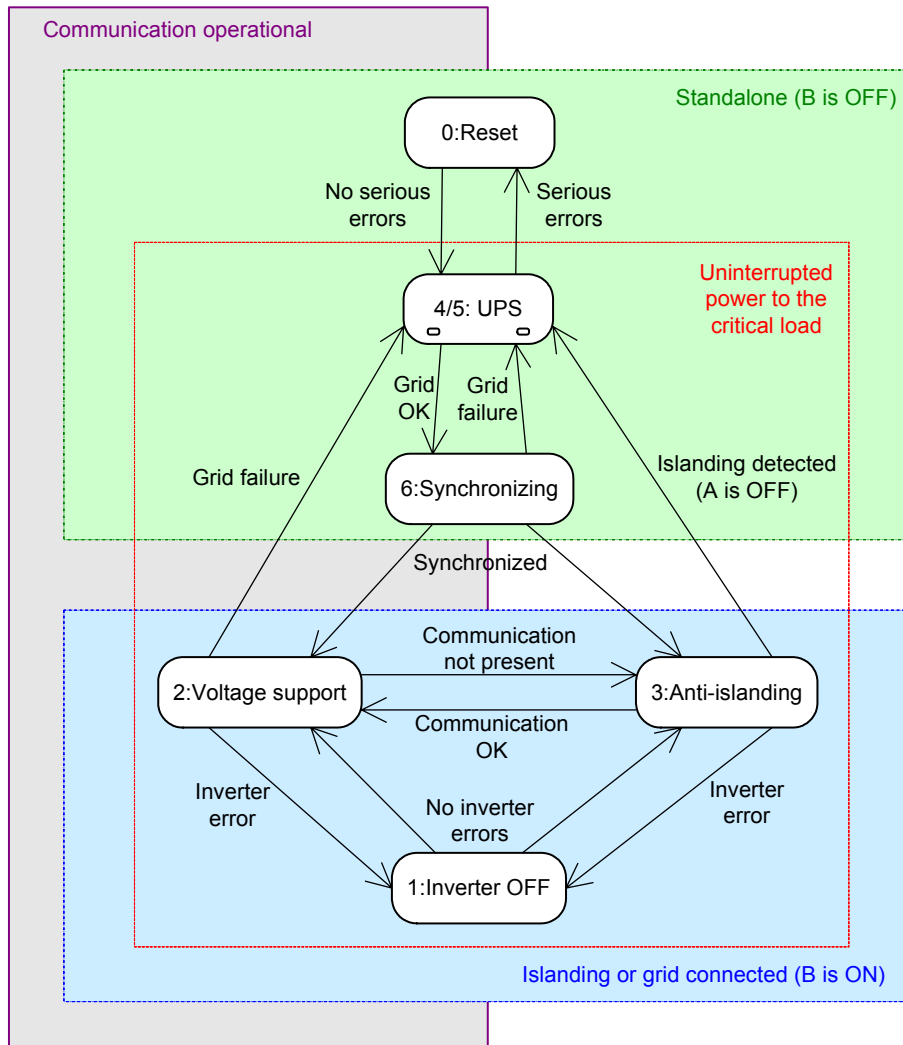 Communication operational
Standalone (B is OFF)
0:Reset
No serious
errors
Serious
errors
Uninterrupted
power to the
critical load
4/5: UPS
Grid
OK
Grid
failure
Grid failure
6:Synchronizing
Islanding detected
(A is OFF)
Synchronized
Communication
not present
2:Voltage support
3:Anti-islanding
Communication
OK
Inverter
error
No inverter
errors
Inverter
error
1:Inverter OFF
Islanding or grid connected (B is ON)